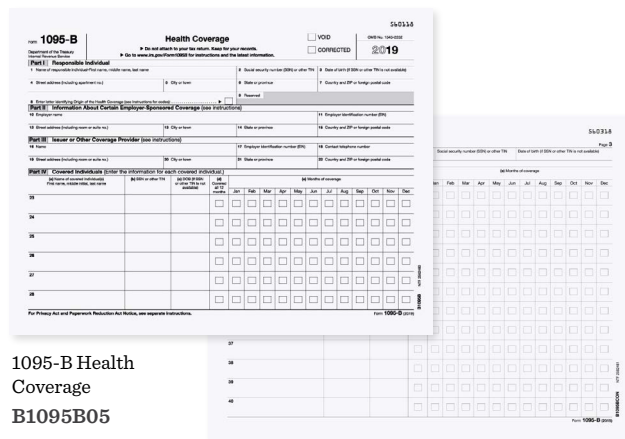 560118
Form 1095-B
Department of the Treasury
Internal Revenue Service
Health Coverage
▶ Do not attach to your tax return. Keep for your records.
▶ Go to www.irs.gov/Form1095B for instructions and the latest information.
VOID
CORRECTED
OMB No. 1545-2252
2019
Part I Responsible Individual
1 Name of responsible individual-First name, middle name, last name
2 Social security number (SSN) or other TIN
3 Date of birth (if SSN or other TIN is not available)
4 Street address (including apartment no.)
5 City or town
6 State or province
7 Country and ZIP or foreign postal code
8 Enter letter identifying Origin of the Health Coverage (see instructions for codes) ▶
9 Reserved
Part II Information About Certain Employer-Sponsored Coverage (see instructions)
10 Employer name
11 Employer identification number (EIN)
12 Street address (including room or suite no.)
13 City or town
14 State or province
15 Country and ZIP or foreign postal code
Part III Issuer or Other Coverage Provider (see instructions)
16 Name
17 Employer identification number (EIN)
18 Contact telephone number
19 Street address (including room or suite no.)
20 City or town
21 State or province
22 Country and ZIP or foreign postal code
Part IV Covered Individuals (Enter the information for each covered individual.)
(a) Name of covered individual(s)
First name, middle initial, last name
(b) SSN or other TIN
(c) DOB (if SSN
or other TIN is not
available)
(d)
Covered
all 12
months
(e) Months of coverage
Jan Feb Mar Apr May Jun Jul Aug Sep Oct Nov Dec
23
24
25
26
27
28
For Privacy Act and Paperwork Reduction Act Notice, see separate instructions.
Form 1095-B (2019)
B1095B
560318
Page 3
Social security number (SSN) or other TIN
Date of birth (if SSN or other TIN is not available)
(e) Months of coverage
Mar Apr May Jun Jul Aug Sep Oct Nov Dec
37
38
39
40
Form 1095-B (2019)
B1095BCON
1095-B Health
Coverage
B1095B05